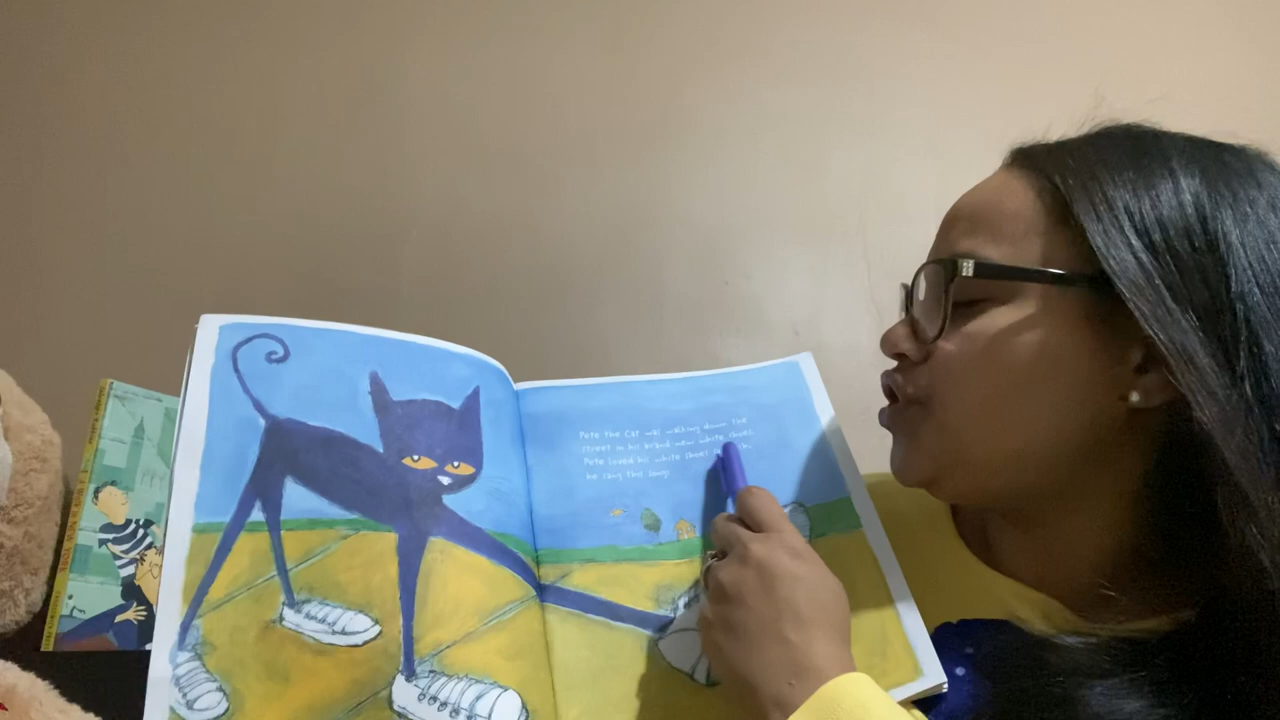 Pete the Cat was walking down the
street in his brand new white shoes.
Pete loved his white shoes
he sang this song: